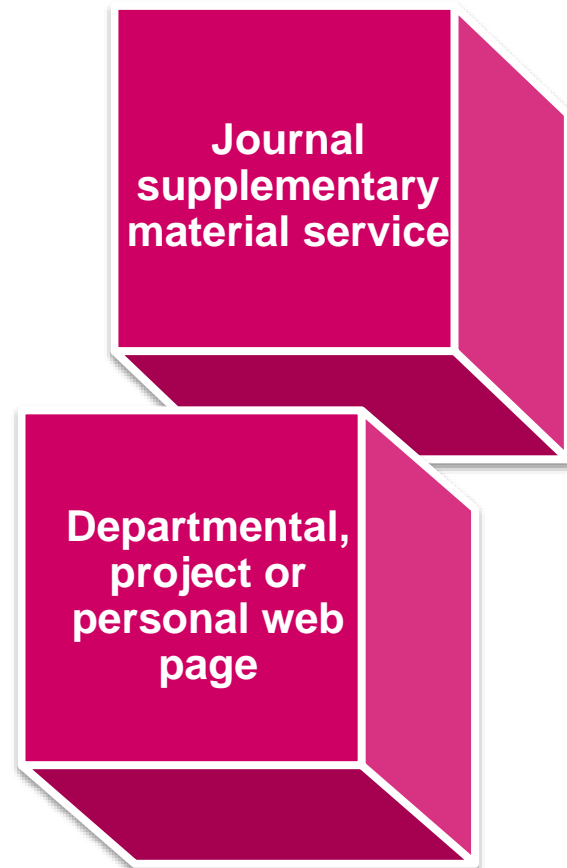 Journal
supplementary
material service
Departmental,
project or
personal web
page